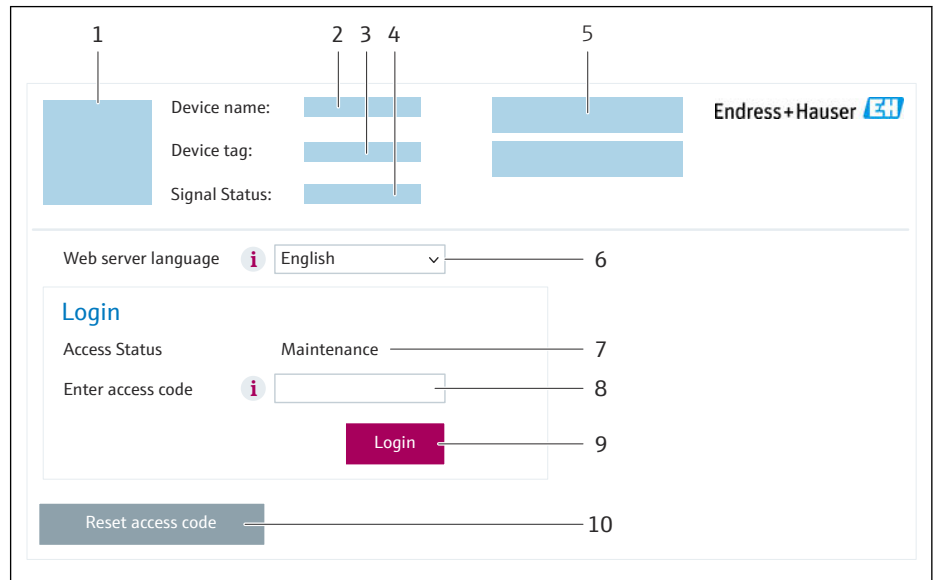 1 2 3 4 5
Device name:
Endress+Hauser EH
Device tag:
Signal Status:
Web server language i English 6
Login
Access Status Maintenance 7
Enter access code i 8
Login 9
Reset access code 10